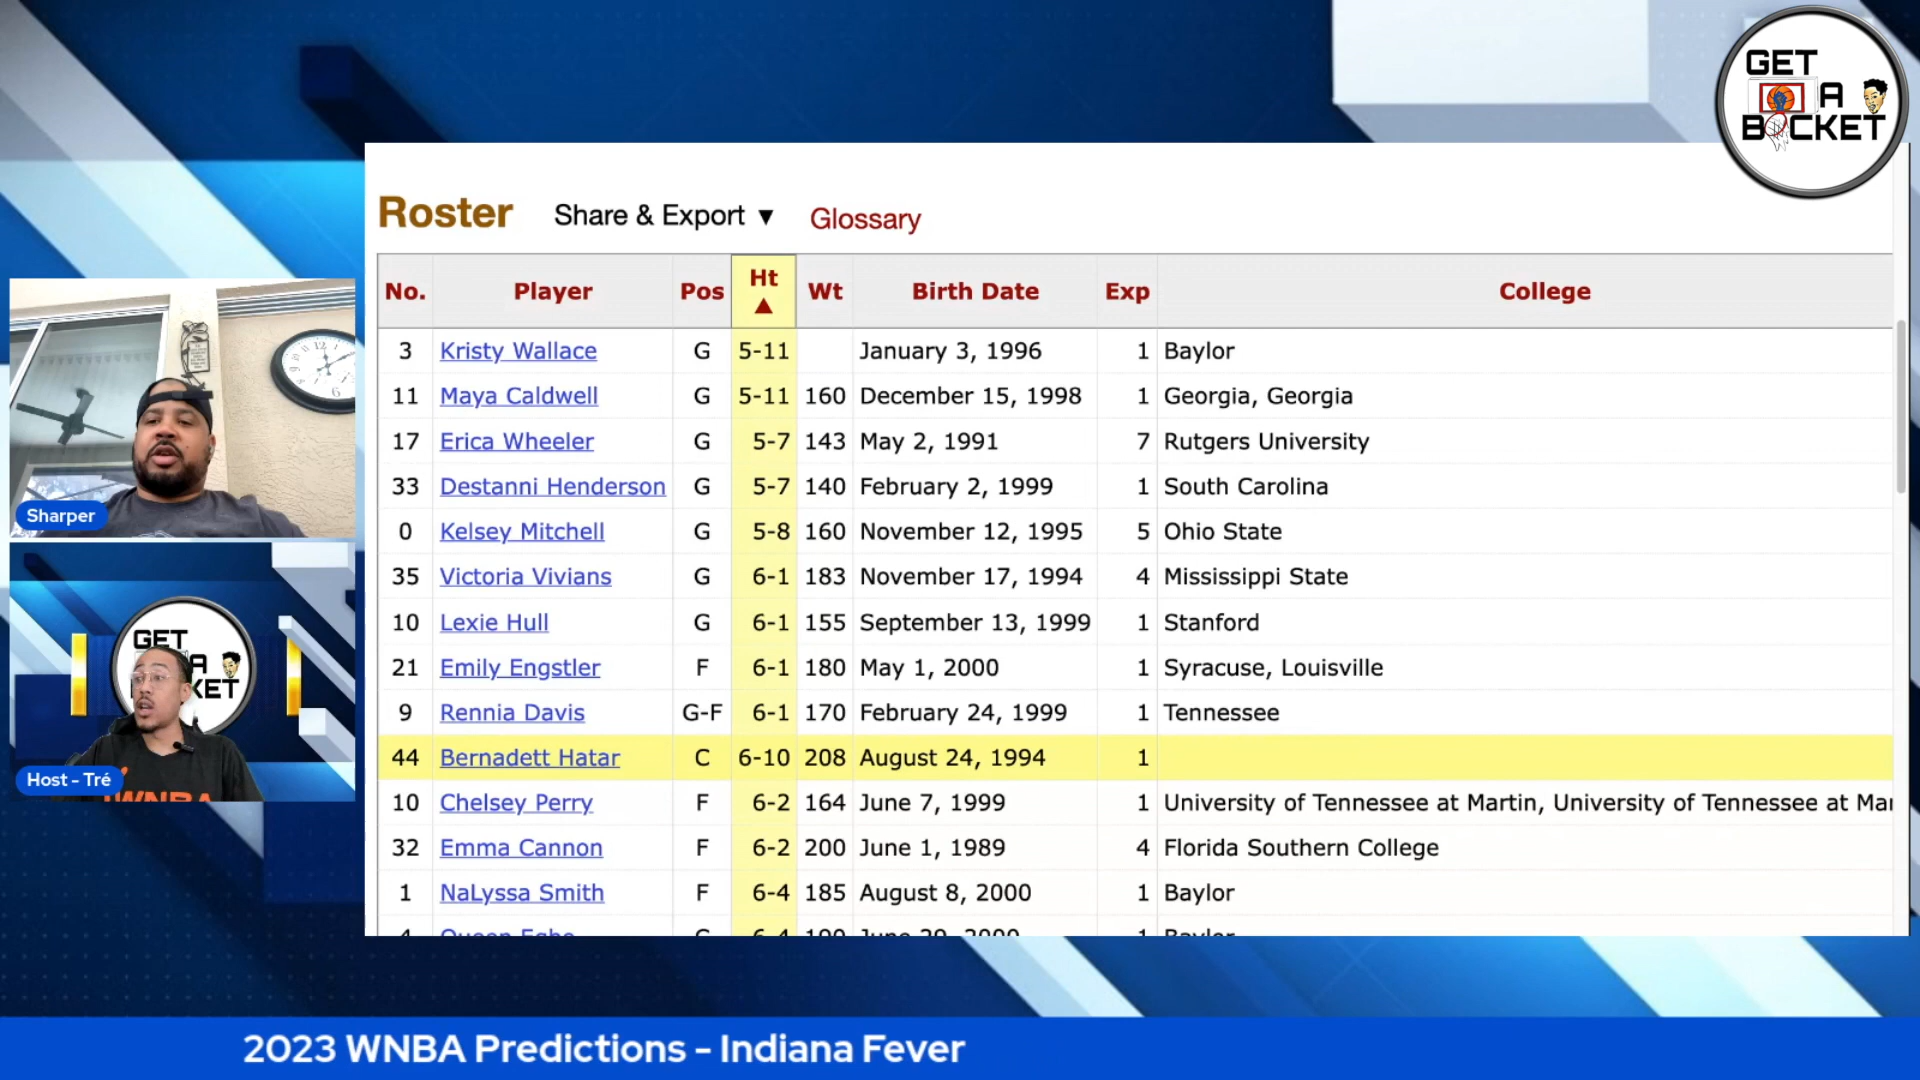 GET
A
BUCKET
Roster Share & Export ▼ Glossary
No. Player Pos Ht ▲ Wt Birth Date Exp College
3 Kristy Wallace G 5-11 January 3, 1996 1 Baylor
11 Maya Caldwell G 5-11 160 December 15, 1998 1 Georgia, Georgia
17 Erica Wheeler G 5-7 143 May 2, 1991 7 Rutgers University
33 Destanni Henderson G 5-7 140 February 2, 1999 1 South Carolina
0 Kelsey Mitchell G 5-8 160 November 12, 1995 5 Ohio State
35 Victoria Vivians G 6-1 183 November 17, 1994 4 Mississippi State
10 Lexie Hull G 6-1 155 September 13, 1999 1 Stanford
21 Emily Engstler F 6-1 180 May 1, 2000 1 Syracuse, Louisville
9 Rennia Davis G-F 6-1 170 February 24, 1999 1 Tennessee
44 Bernadett Hatar C 6-10 208 August 24, 1994 1
10 Chelsey Perry F 6-2 164 June 7, 1999 1 University of Tennessee at Martin, University of Tennessee at Mar
32 Emma Cannon F 6-2 200 June 1, 1989 4 Florida Southern College
1 NaLyssa Smith F 6-4 185 August 8, 2000 1 Baylor
Sharper
GET
A
KET
WNBA
Host - Tré
2023 WNBA Predictions - Indiana Fever